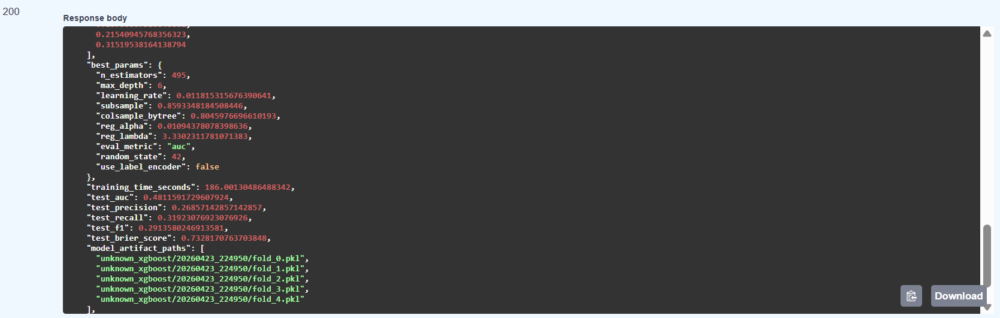 200
Response body
0.21540945768356323,
0.31519538164138794
],
"best_params": {
"n_estimators": 495,
"max_depth": 6,
"learning_rate": 0.011815315676390641,
"subsample": 0.8593348184508446,
"colsample_bytree": 0.8045976696610193,
"reg_alpha": 0.01094378078398636,
"reg_lambda": 3.3302311781071383,
"eval_metric": "auc",
"random_state": 42,
"use_label_encoder": false
},
"training_time_seconds": 186.00130486488342,
"test_auc": 0.4811591729607924,
"test_precision": 0.26857142857142857,
"test_recall": 0.31923076923076926,
"test_f1": 0.2913580246913581,
"test_brier_score": 0.7328170763703848,
"model_artifact_paths": [
"unknown_xgboost/20260423_224950/fold_0.pkl",
"unknown_xgboost/20260423_224950/fold_1.pkl",
"unknown_xgboost/20260423_224950/fold_2.pkl",
"unknown_xgboost/20260423_224950/fold_3.pkl",
"unknown_xgboost/20260423_224950/fold_4.pkl"
],
Download